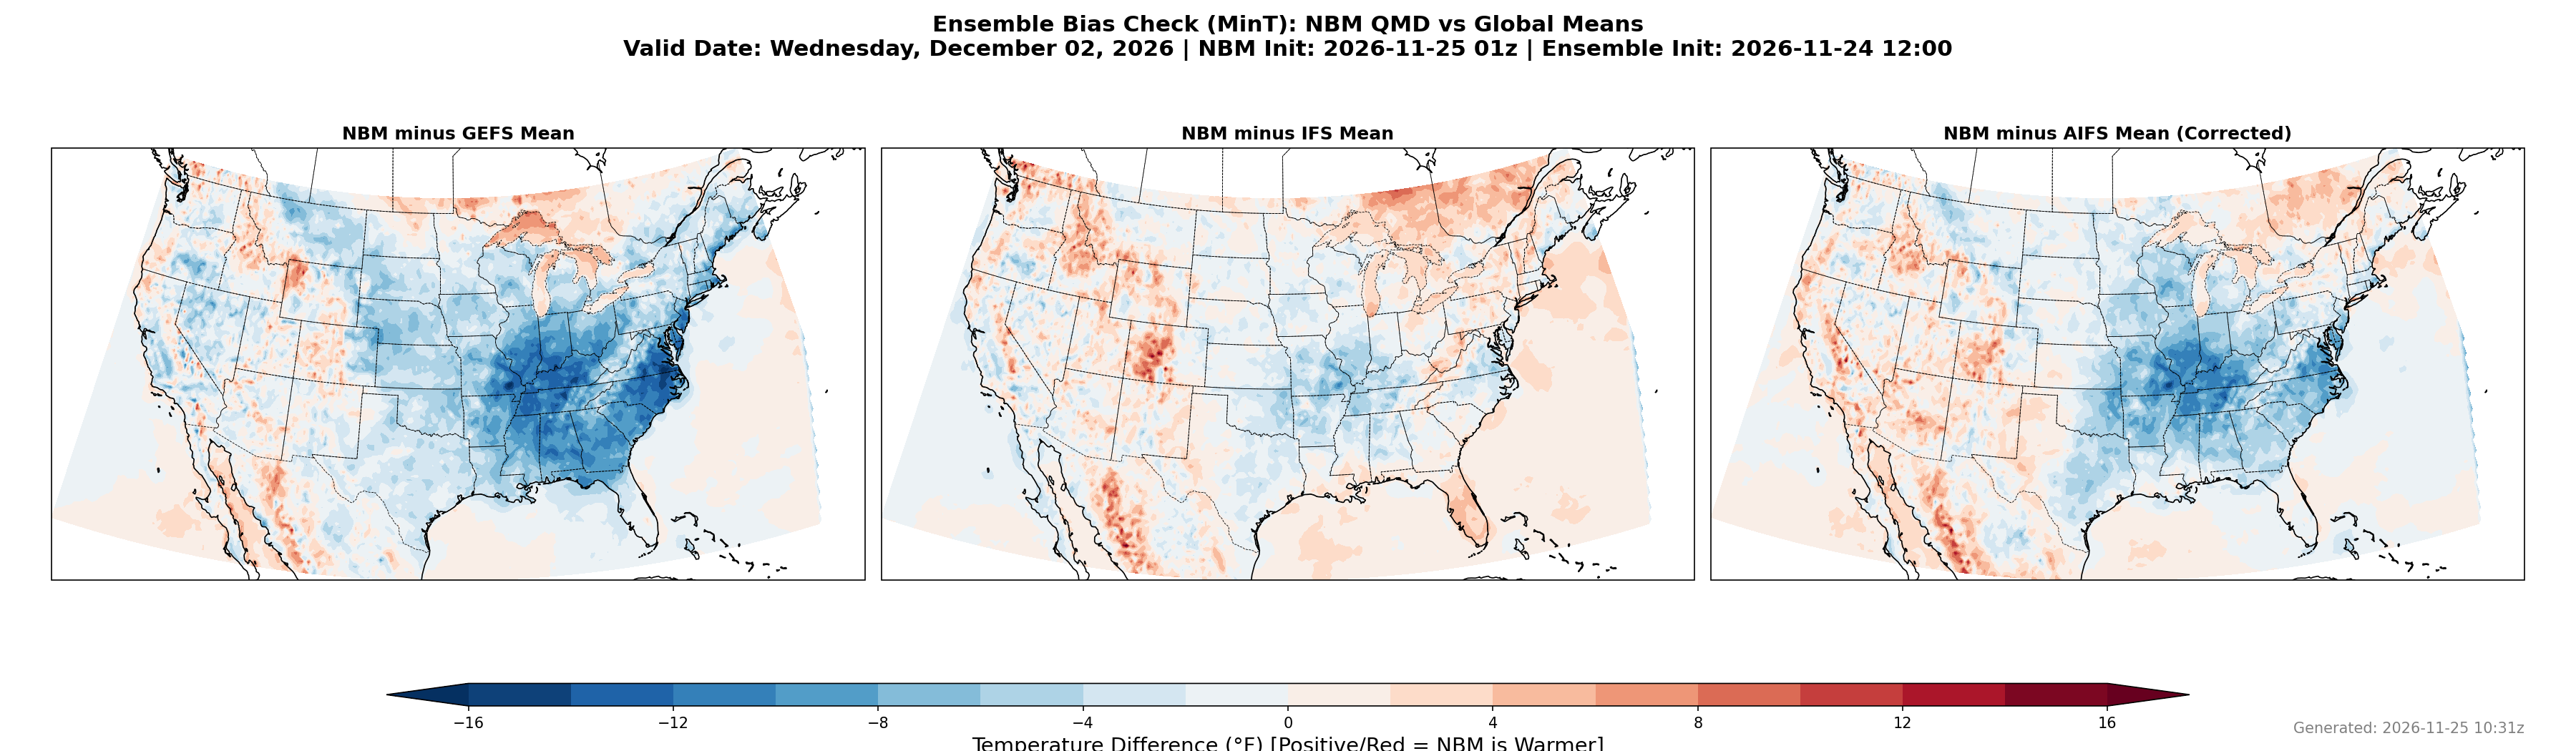 Ensemble Bias Check (MinT): NBM QMD vs Global Means
Valid Date: Wednesday, December 02, 2026 | NBM Init: 2026-11-25 01z | Ensemble Init: 2026-11-24 12:00
NBM minus GEFS Mean
NBM minus IFS Mean
NBM minus AIFS Mean (Corrected)
−16 −12 −8 −4 0 4 8 12 16
Generated: 2026-11-25 10:31z
Temperature Difference (°F) [Positive/Red = NBM is Warmer]